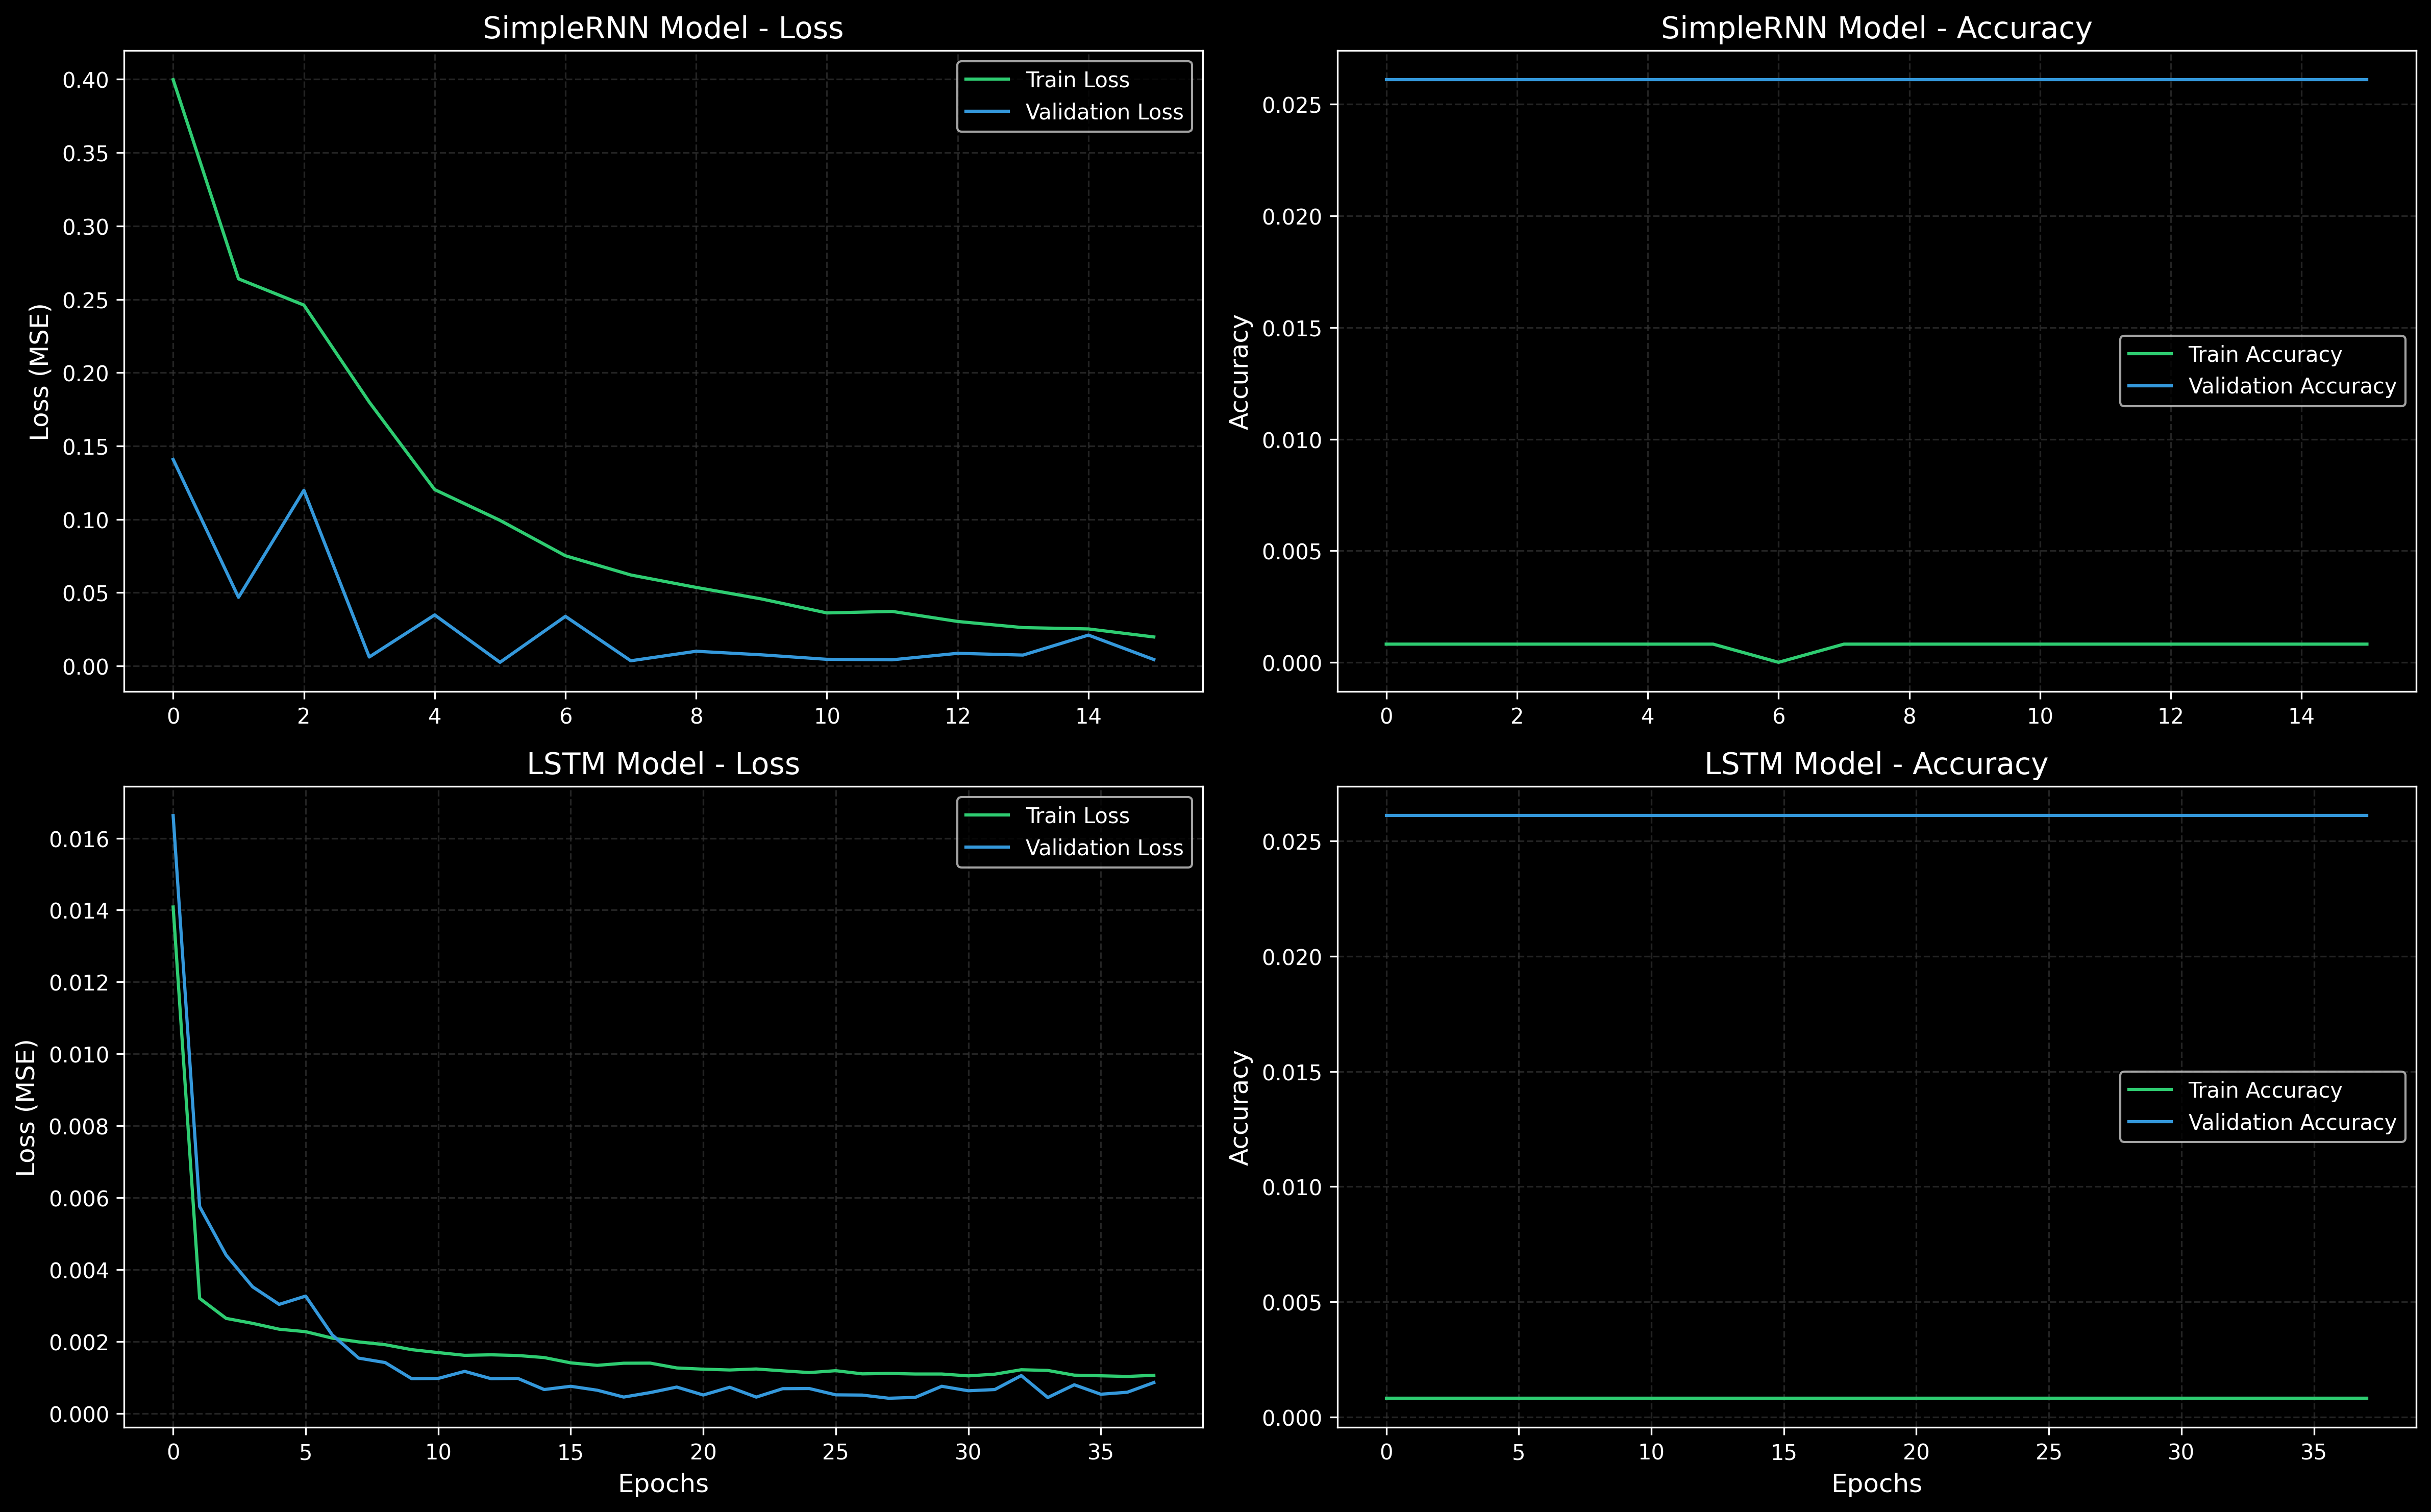 SimpleRNN Model - Loss
Loss (MSE)
0.40
0.35
0.30
0.25
0.20
0.15
0.10
0.05
0.00
0 2 4 6 8 10 12 14
Train Loss
Validation Loss
SimpleRNN Model - Accuracy
Accuracy
0.025
0.020
0.015
0.010
0.005
0.000
0 2 4 6 8 10 12 14
Train Accuracy
Validation Accuracy
LSTM Model - Loss
Loss (MSE)
0.016
0.014
0.012
0.010
0.008
0.006
0.004
0.002
0.000
0 5 10 15 20 25 30 35
Epochs
Train Loss
Validation Loss
LSTM Model - Accuracy
Accuracy
0.025
0.020
0.015
0.010
0.005
0.000
0 5 10 15 20 25 30 35
Epochs
Train Accuracy
Validation Accuracy